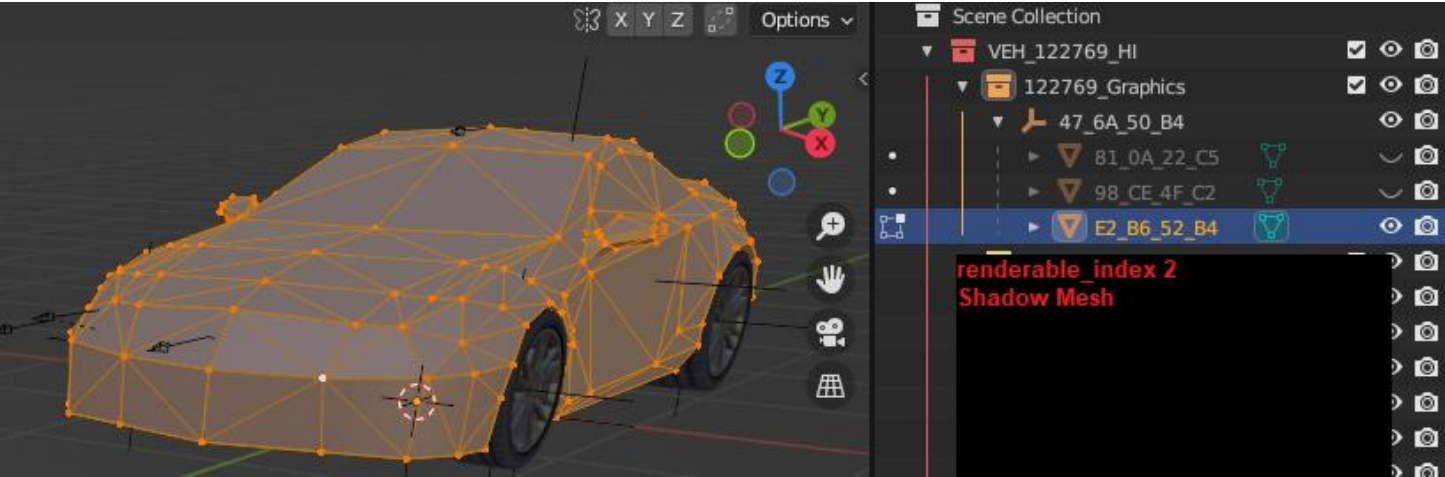 X Y Z Options
Scene Collection
VEH_122769_HI
122769_Graphics
47_6A_50_B4
81_0A_22_C5
98_CE_4F_C2
E2_B6_52_B4
renderable_index 2
Shadow Mesh
Z
Y
X